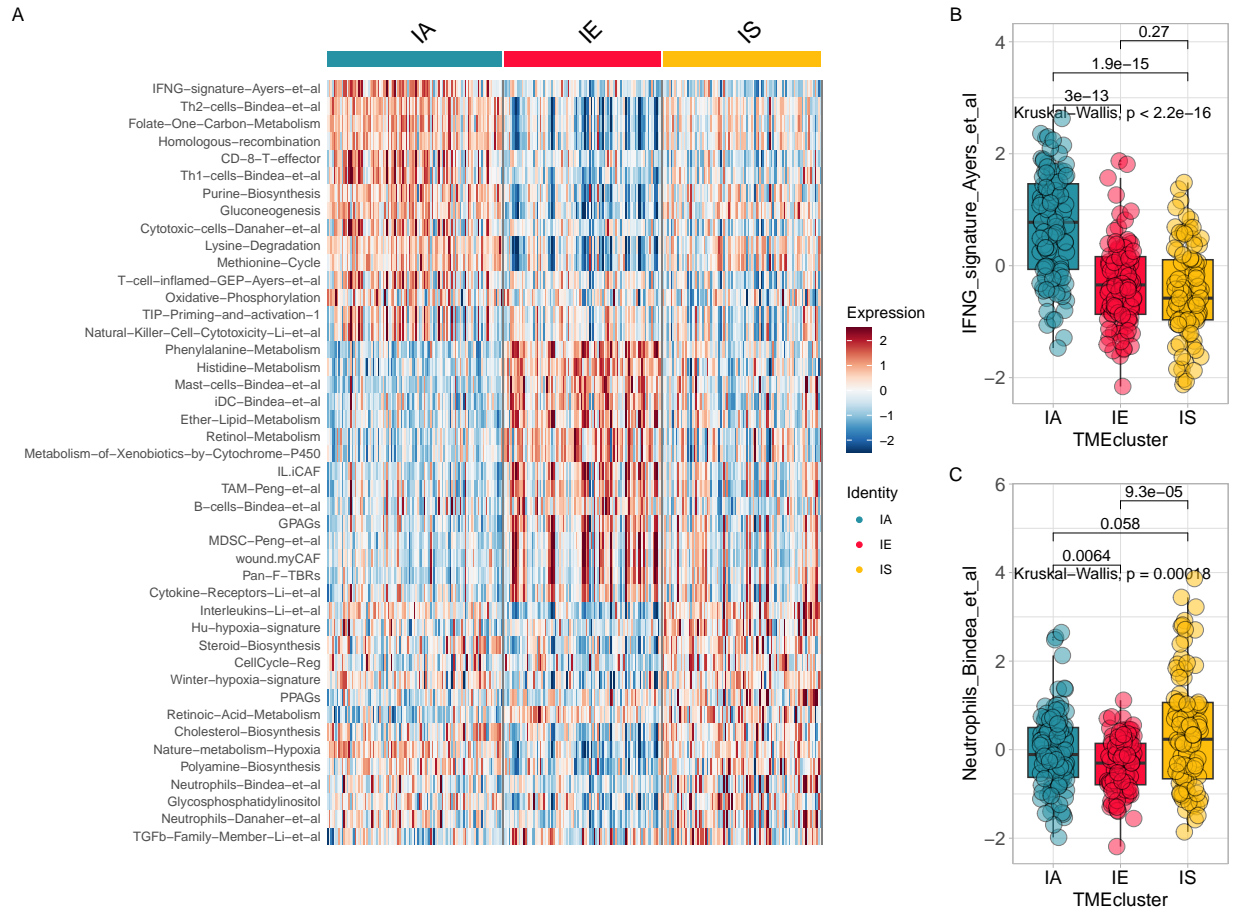 A
IA
IE
IS
IFNG−signature−Ayers−et−al
Th2−cells−Bindea−et−al
Folate−One−Carbon−Metabolism
Homologous−recombination
CD−8−T−effector
Th1−cells−Bindea−et−al
Purine−Biosynthesis
Gluconeogenesis
Cytotoxic−cells−Danaher−et−al
Lysine−Degradation
Methionine−Cycle
T−cell−inflamed−GEP−Ayers−et−al
Oxidative−Phosphorylation
TIP−Priming−and−activation−1
Natural−Killer−Cell−Cytotoxicity−Li−et−al
Phenylalanine−Metabolism
Histidine−Metabolism
Mast−cells−Bindea−et−al
iDC−Bindea−et−al
Ether−Lipid−Metabolism
Retinol−Metabolism
Metabolism−of−Xenobiotics−by−Cytochrome−P450
IL.iCAF
TAM−Peng−et−al
B−cells−Bindea−et−al
GPAGs
MDSC−Peng−et−al
wound.myCAF
Pan−F−TBRs
Cytokine−Receptors−Li−et−al
Interleukins−Li−et−al
Hu−hypoxia−signature
Steroid−Biosynthesis
CellCycle−Reg
Winter−hypoxia−signature
PPAGs
Retinoic−Acid−Metabolism
Cholesterol−Biosynthesis
Nature−metabolism−Hypoxia
Polyamine−Biosynthesis
Neutrophils−Bindea−et−al
Glycosphosphatidylinositol
Neutrophils−Danaher−et−al
TGFb−Family−Member−Li−et−al
Expression
2
1
0
−1
−2
Identity
IA
IE
IS
B
IFNG_signature_Ayers_et_al
4
2
0
−2
0.27
1.9e−15
3e−13
Kruskal−Wallis, p < 2.2e−16
IA
IE
IS
TMEcluster
C
Neutrophils_Bindea_et_al
6
4
2
0
−2
9.3e−05
0.058
0.0064
Kruskal−Wallis, p = 0.00018
IA
IE
IS
TMEcluster